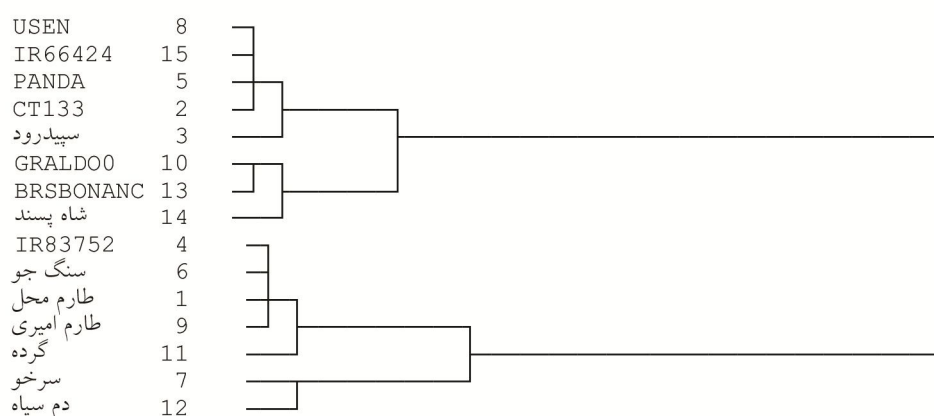 USEN 8
IR66424 15
PANDA 5
CT133 2
سپیدرود 3
GRALDO0 10
BRSBONANC 13
شاه پسند 14
IR83752 4
سنگ جو 6
طارم محل 1
طارم امیری 9
گرده 11
سرخو 7
دم سیاه 12